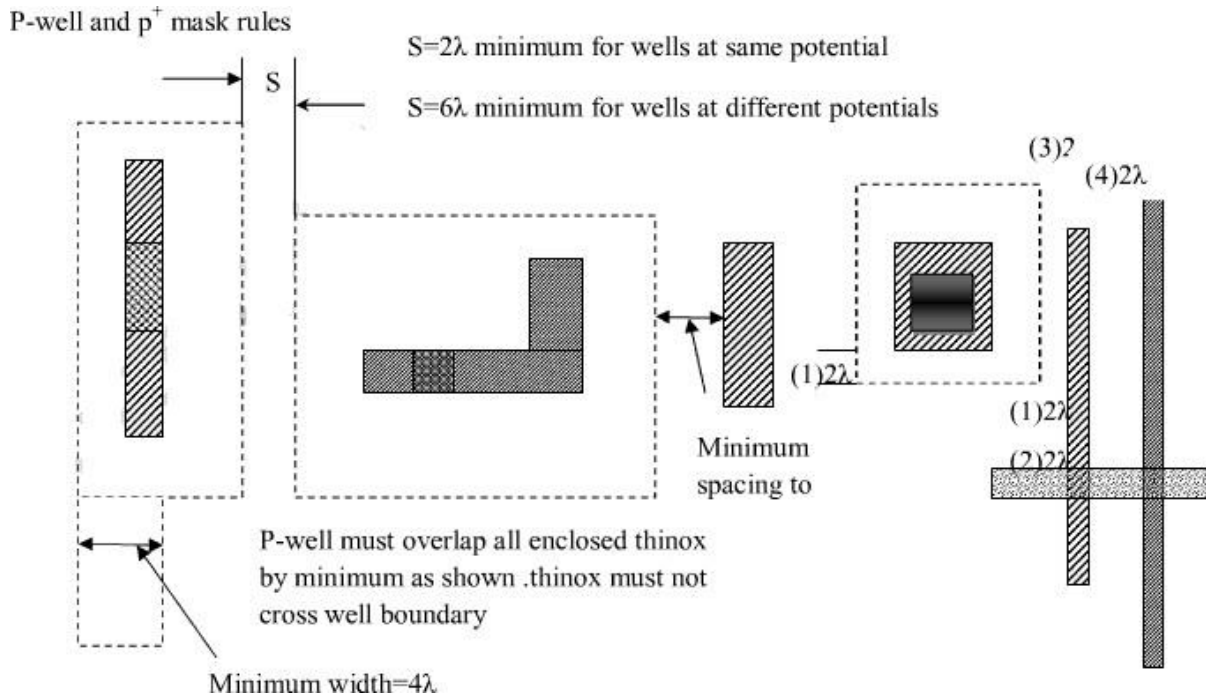 P-well and p+ mask rules
S=2λ minimum for wells at same potential
S
S=6λ minimum for wells at different potentials
(3)2
(4)2λ
(1)2λ
(1)2λ
(2)2λ
Minimum
spacing to
P-well must overlap all enclosed thinox
by minimum as shown .thinox must not
cross well boundary
Minimum width=4λ